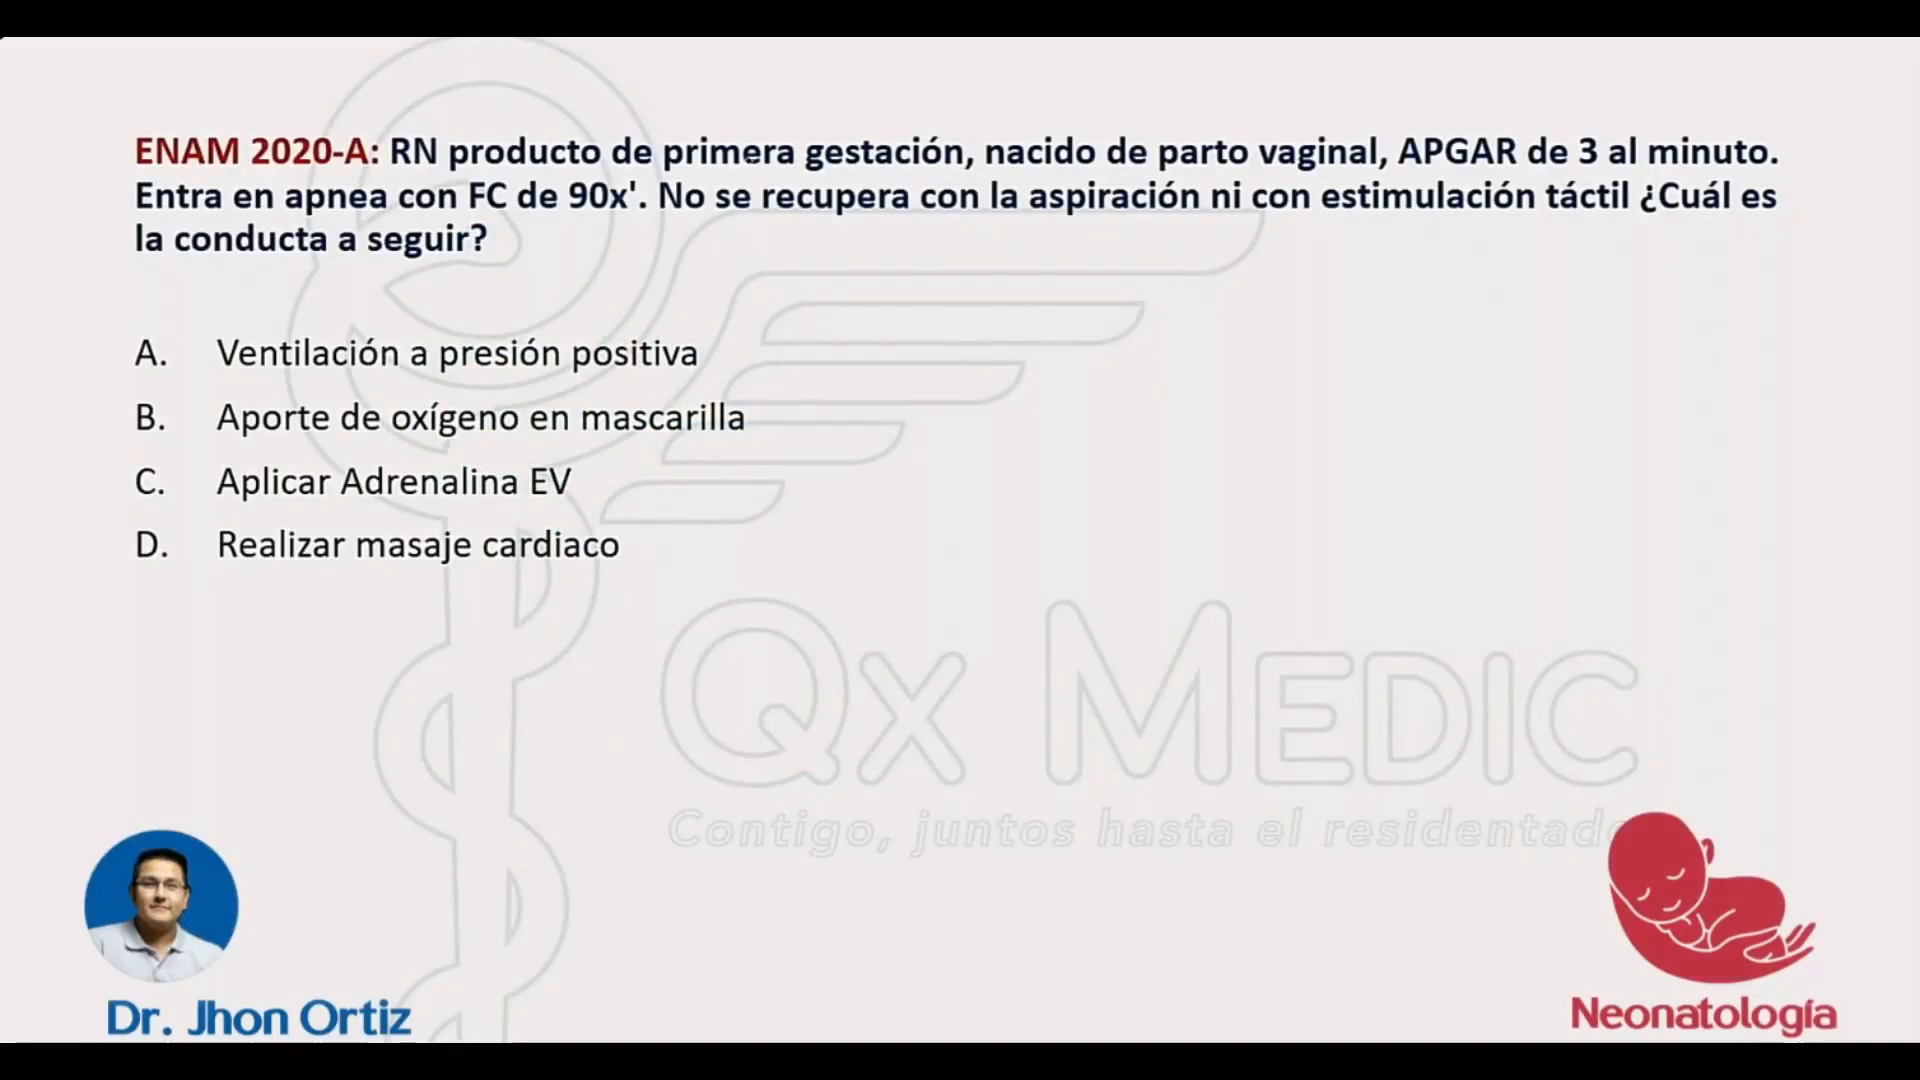 ENAM 2020-A: RN producto de primera gestación, nacido de parto vaginal, APGAR de 3 al minuto.
Entra en apnea con FC de 90x'. No se recupera con la aspiración ni con estimulación táctil ¿Cuál es
la conducta a seguir?
A. Ventilación a presión positiva
B. Aporte de oxígeno en mascarilla
C. Aplicar Adrenalina EV
D. Realizar masaje cardiaco
Qx Medic
Contigo, juntos hasta el residentado
Dr. Jhon Ortiz
Neonatología